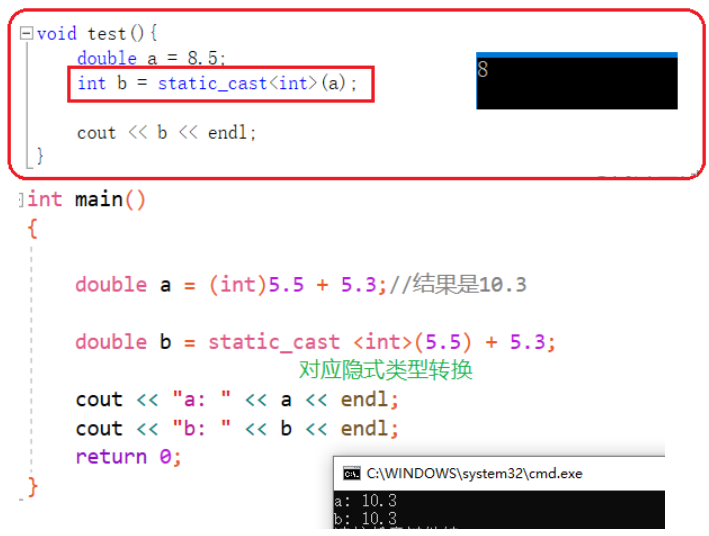 void test(){
double a = 8.5;
int b = static_cast<int>(a);
8
cout << b << endl;
}
int main()
{
double a = (int)5.5 + 5.3;//结果是10.3
double b = static_cast <int>(5.5) + 5.3;
对应隐式类型转换
cout << "a: " << a << endl;
cout << "b: " << b << endl;
return 0;
}
C:\WINDOWS\system32\cmd.exe
a: 10.3
b: 10.3